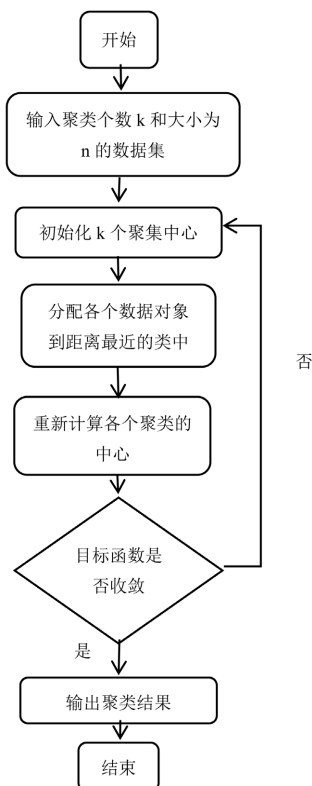 开始
输入聚类个数 k 和大小为
n 的数据集
初始化 k 个聚集中心
分配各个数据对象
到距离最近的类中
否
重新计算各个聚类的
中心
目标函数是
否收敛
是
输出聚类结果
结束